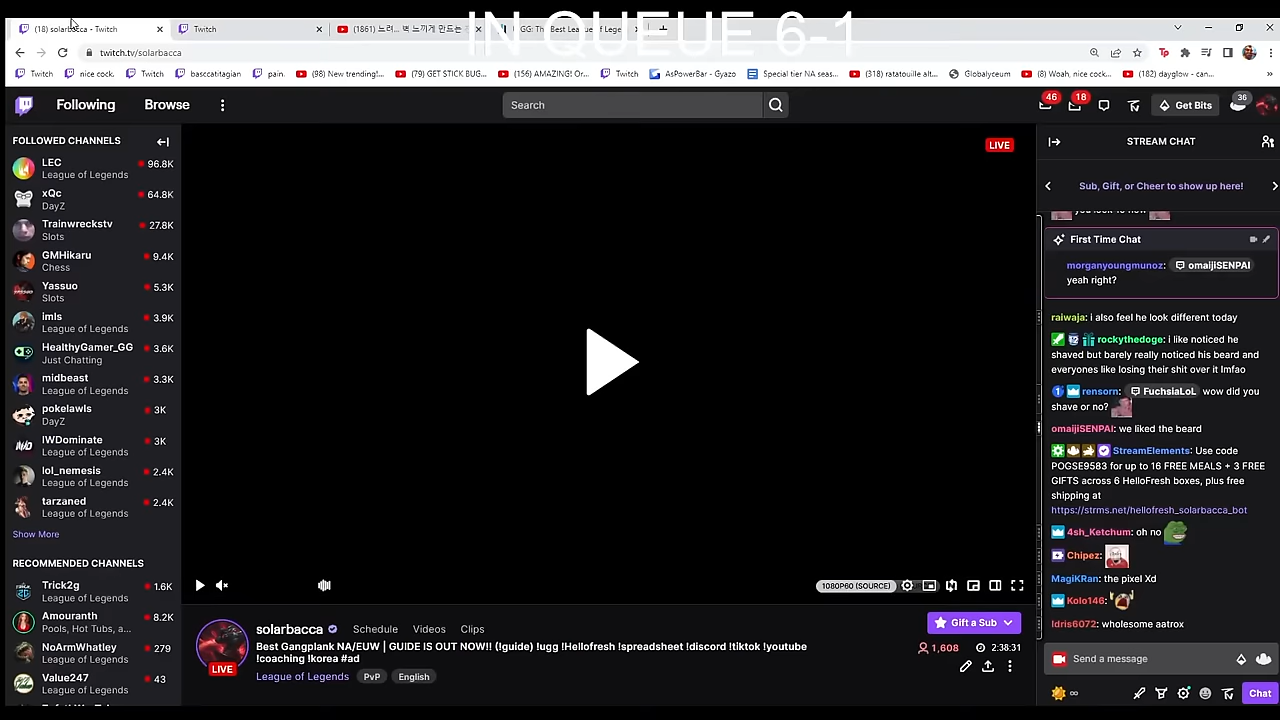 IN QUEUE 6-1
(18) solarbacca - Twitch
Twitch
(1861) 느려... 벽 느끼게 만드는
GG: The Best League of Lege
twitch.tv/solarbacca
Twitch
nice cock.
Twitch
basccatitagian
Twitch
pain.
(98) New trending!...
(79) GET STICK BUG...
(156) AMAZING! Or...
Twitch
AsPowerBar - Gyazo
Special tier NA seas...
(318) ratatouille alt...
Globalyceum
(8) Woah, nice coc...
(182) dayglow - can...
Following
Browse
Search
46
18
Get Bits
36
FOLLOWED CHANNELS
LEC
96.8K
League of Legends
xQc
64.8K
DayZ
Trainwreckstv
27.8K
Slots
GMHikaru
9.4K
Chess
Yassuo
5.3K
Slots
imls
3.9K
League of Legends
HealthyGamer_GG
3.6K
Just Chatting
midbeast
3.3K
League of Legends
pokelawls
3K
DayZ
IWDominate
3K
League of Legends
lol_nemesis
2.4K
League of Legends
tarzaned
2.4K
League of Legends
Show More
RECOMMENDED CHANNELS
Trick2g
1.6K
League of Legends
Amouranth
8.2K
Pools, Hot Tubs, a...
NoArmWhatley
279
League of Legends
Value247
43
League of Legends
LIVE
1080P60 (SOURCE)
solarbacca
Schedule
Videos
Clips
Best Gangplank NA/EUW | GUIDE IS OUT NOW!! (!guide) !ugg !Hellofresh !spreadsheet !discord !tiktok !youtube
!coaching !korea #ad
League of Legends
PvP
English
LIVE
Gift a Sub
1,608
2:38:31
STREAM CHAT
Sub, Gift, or Cheer to show up here!
First Time Chat
morganyoungmunoz: omaijiSENPAI
yeah right?
raiwaja: i also feel he look different today
rockythedoge: i like noticed he
shaved but barely really noticed his beard and
everyones like losing their shit over it lmfao
rensorn: FuchsiaLoL wow did you
shave or no?
omaijiSENPAI: we liked the beard
StreamElements: Use code
POGSE9583 for up to 16 FREE MEALS + 3 FREE
GIFTS across 6 HelloFresh boxes, plus free
shipping at
https://strms.net/hellofresh_solarbacca_bot
4sh_Ketchum: oh no
Chipez:
MagiKRan: the pixel Xd
Kolo146:
Idris6072: wholesome aatrox
Send a message
Chat